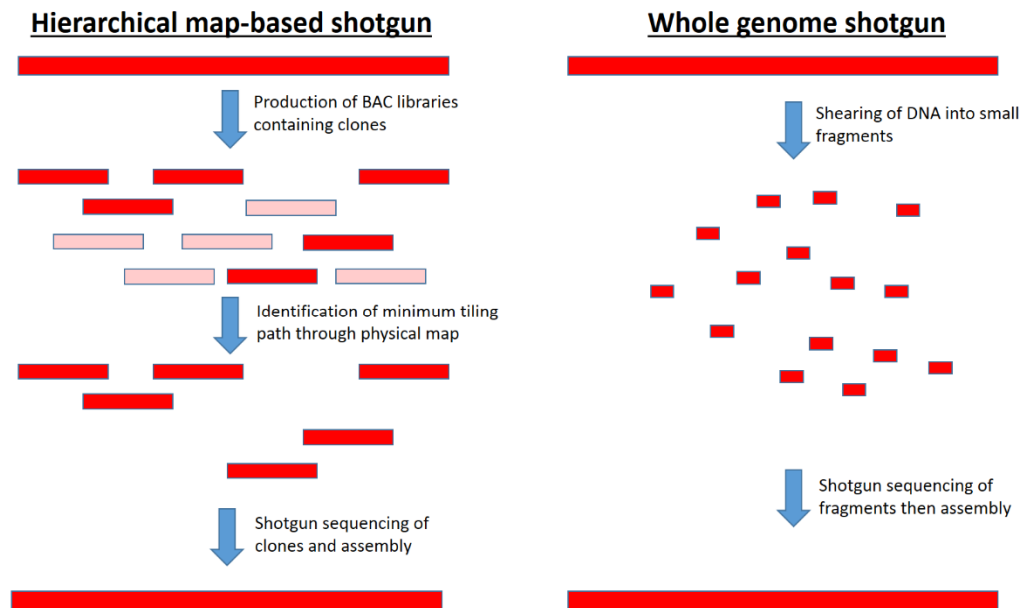 Hierarchical map-based shotgun
Production of BAC libraries
containing clones
Identification of minimum tiling
path through physical map
Shotgun sequencing of
clones and assembly
Whole genome shotgun
Shearing of DNA into small
fragments
Shotgun sequencing of
fragments then assembly